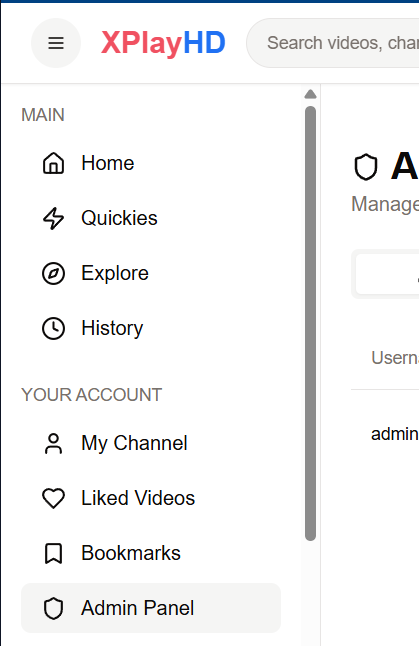 XPlayHD
Search videos, char
MAIN
Home
Quickies
Explore
History
YOUR ACCOUNT
My Channel
Liked Videos
Bookmarks
Admin Panel
A
Manage
Userna
admin